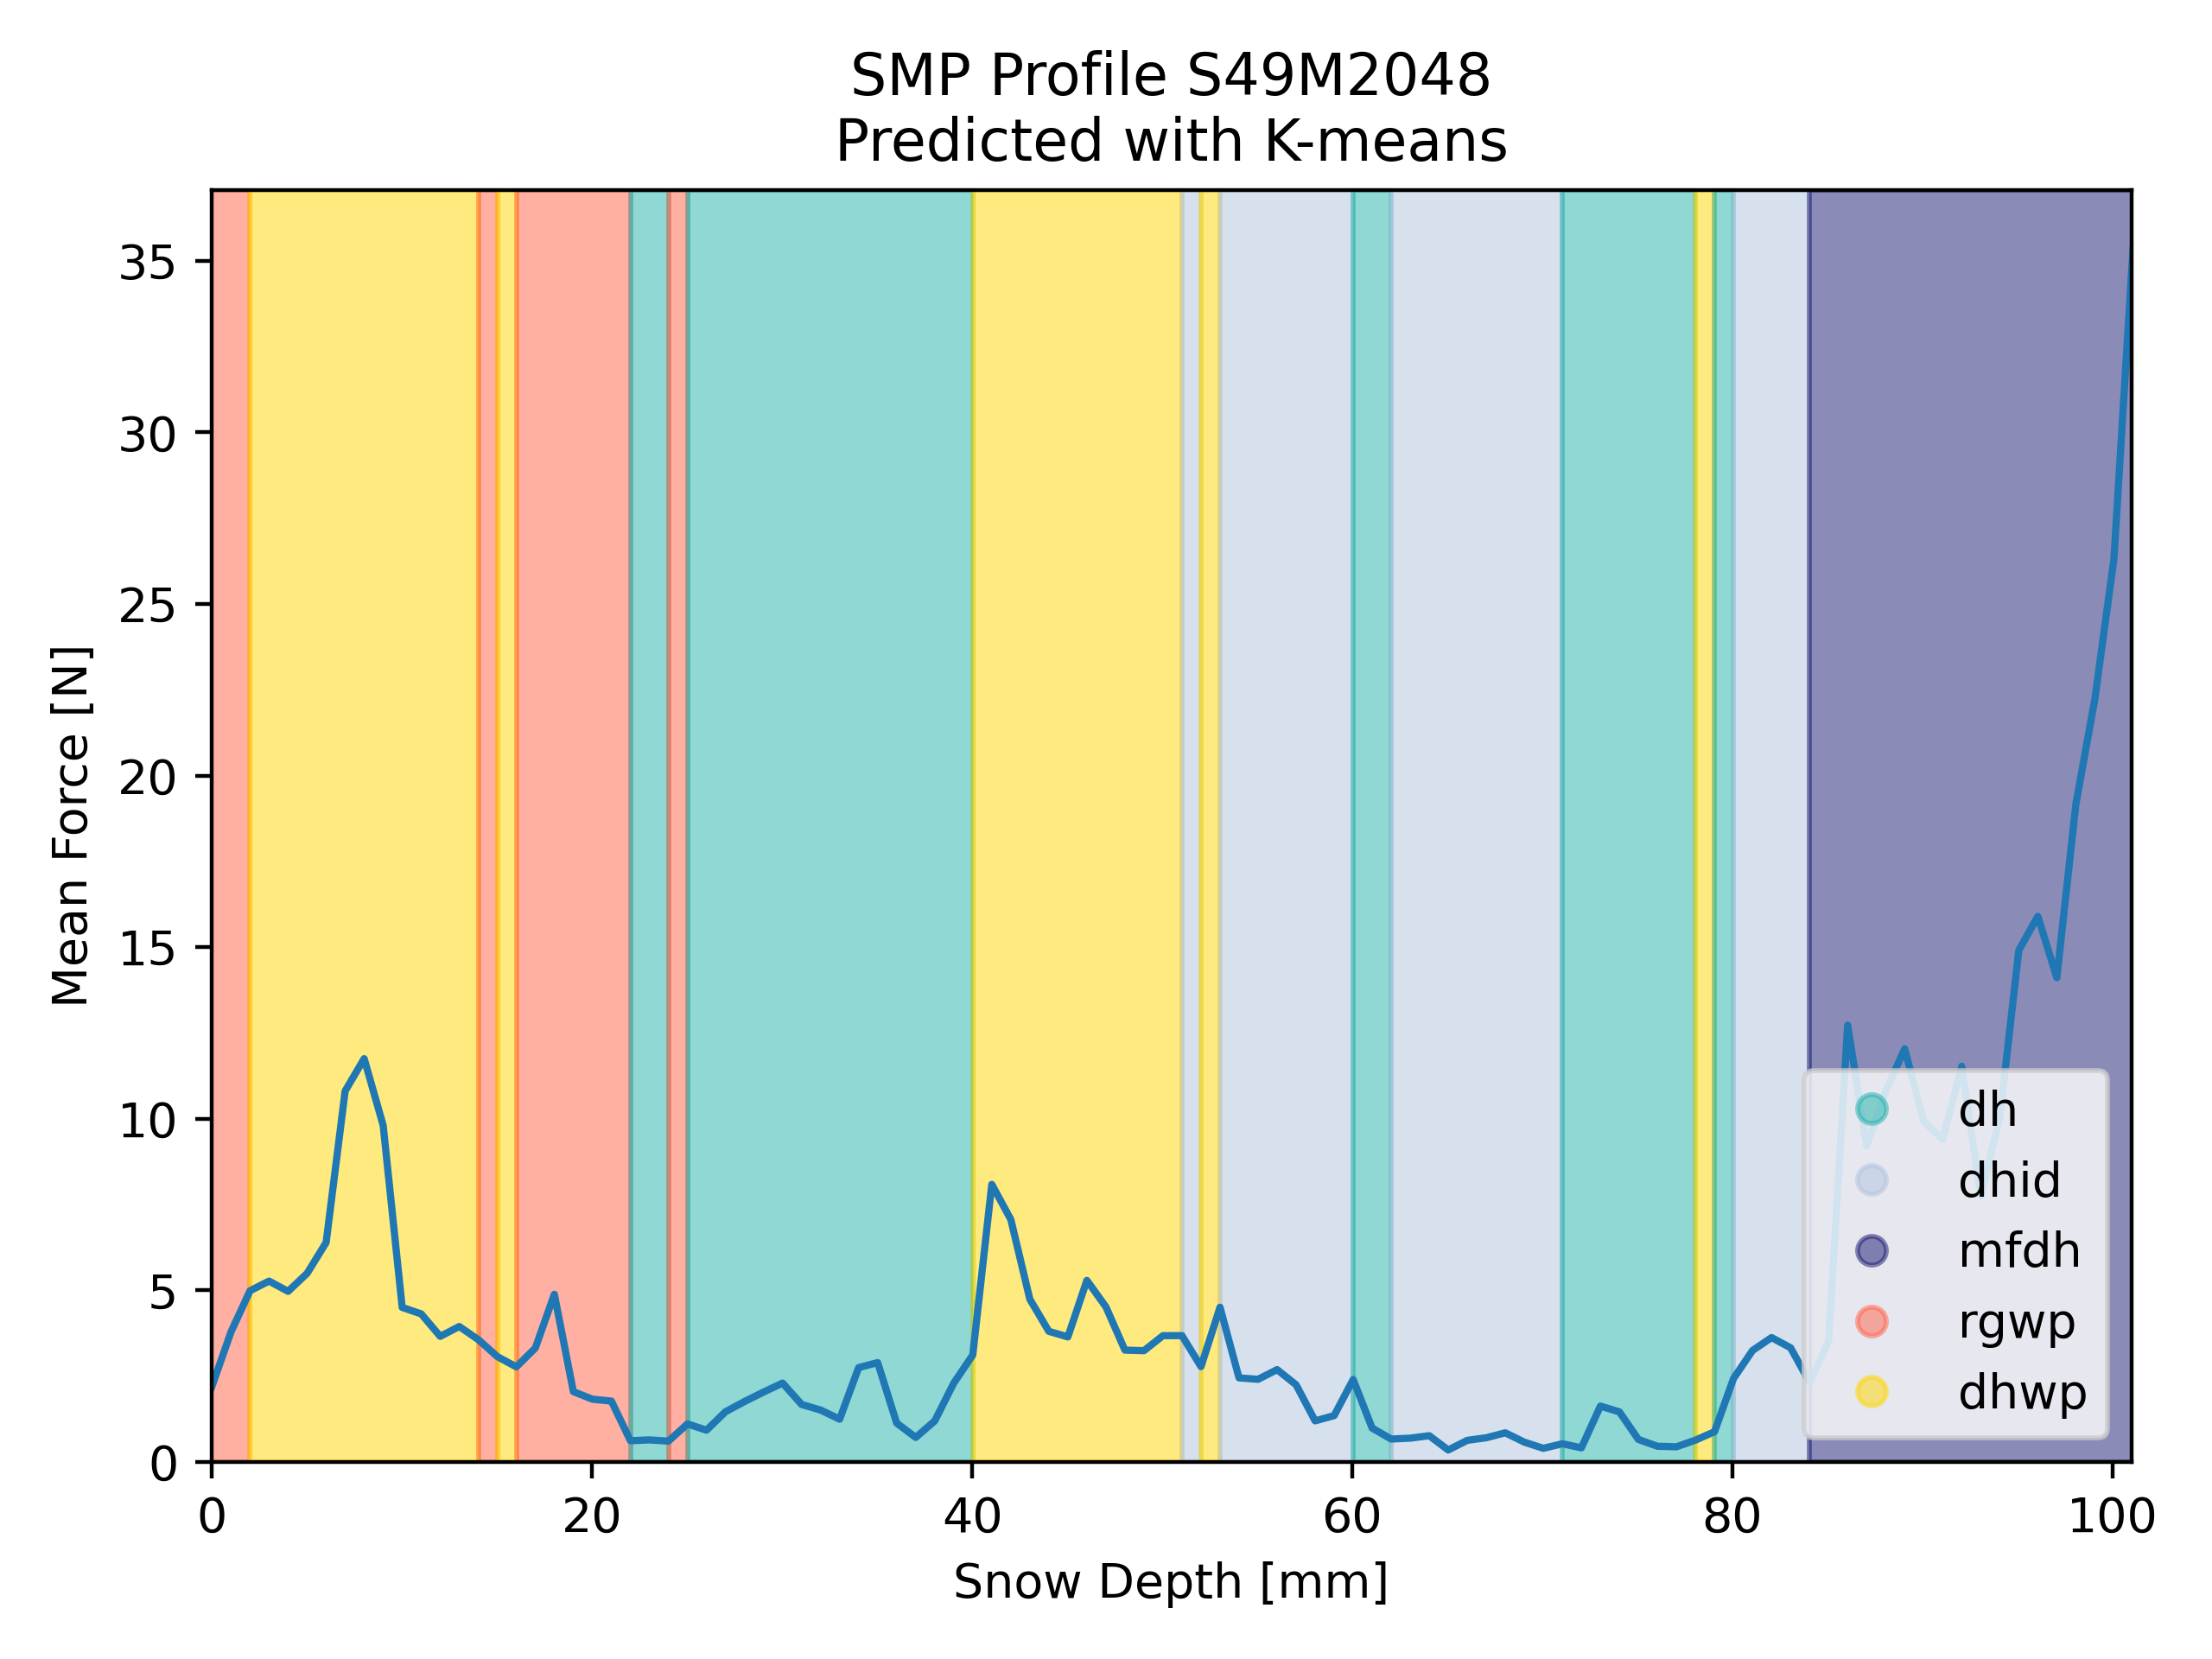 SMP Profile S49M2048
Predicted with K-means
Mean Force [N]
35
30
25
20
15
10
5
0
dh
dhid
mfdh
rgwp
dhwp
0 20 40 60 80 100
Snow Depth [mm]